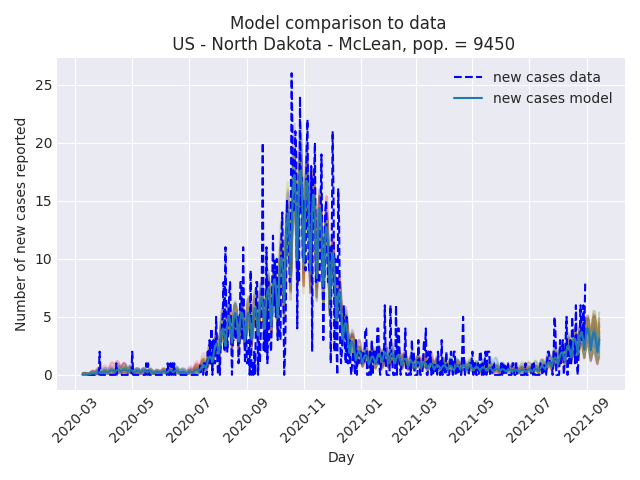 Model comparison to data
US - North Dakota - McLean, pop. = 9450
new cases data
new cases model
Number of new cases reported
25
20
15
10
5
0
2020-03
2020-05
2020-07
2020-09
2020-11
2021-01
2021-03
2021-05
2021-07
2021-09
Day